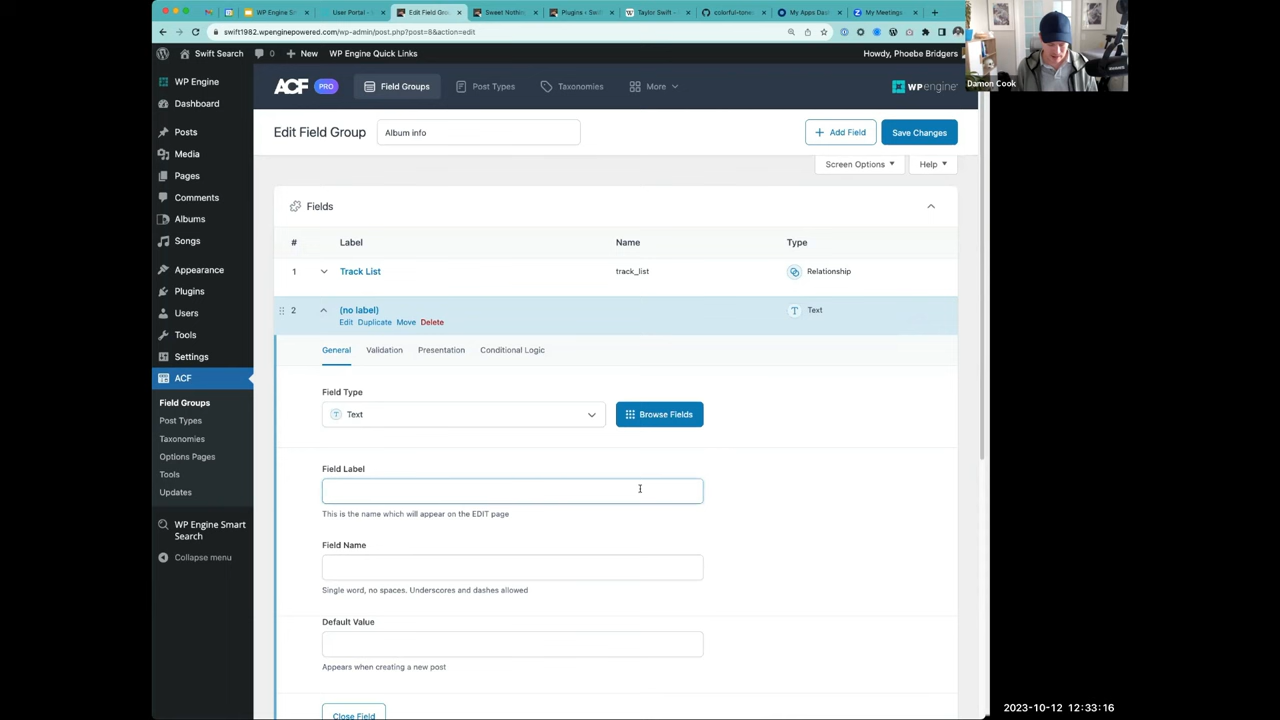 WP Engine Sm
User Portal
Edit Field Grou
Sweet Nothin
Plugins ‹ Swi
Taylor Swift
colorful-tones
My Apps Das
My Meetings
swift1982.wpenginepowered.com/wp-admin/post.php?post=8&action=edit
Swift Search
0
New
WP Engine Quick Links
Howdy, Phoebe Bridgers
Damon Cook
WP Engine
Dashboard
Posts
Media
Pages
Comments
Albums
Songs
Appearance
Plugins
Users
Tools
Settings
ACF
Field Groups
Post Types
Taxonomies
Options Pages
Tools
Updates
WP Engine Smart
Search
Collapse menu
ACF
PRO
Field Groups
Post Types
Taxonomies
More
WP engine
Edit Field Group
Album info
+ Add Field
Save Changes
Screen Options
Help
Fields
#
Label
Name
Type
1
Track List
track_list
Relationship
2
(no label)
T
Text
Edit
Duplicate
Move
Delete
General
Validation
Presentation
Conditional Logic
Field Type
T
Text
Browse Fields
Field Label
This is the name which will appear on the EDIT page
Field Name
Single word, no spaces. Underscores and dashes allowed
Default Value
Appears when creating a new post
Close Field
2023-10-12 12:33:16